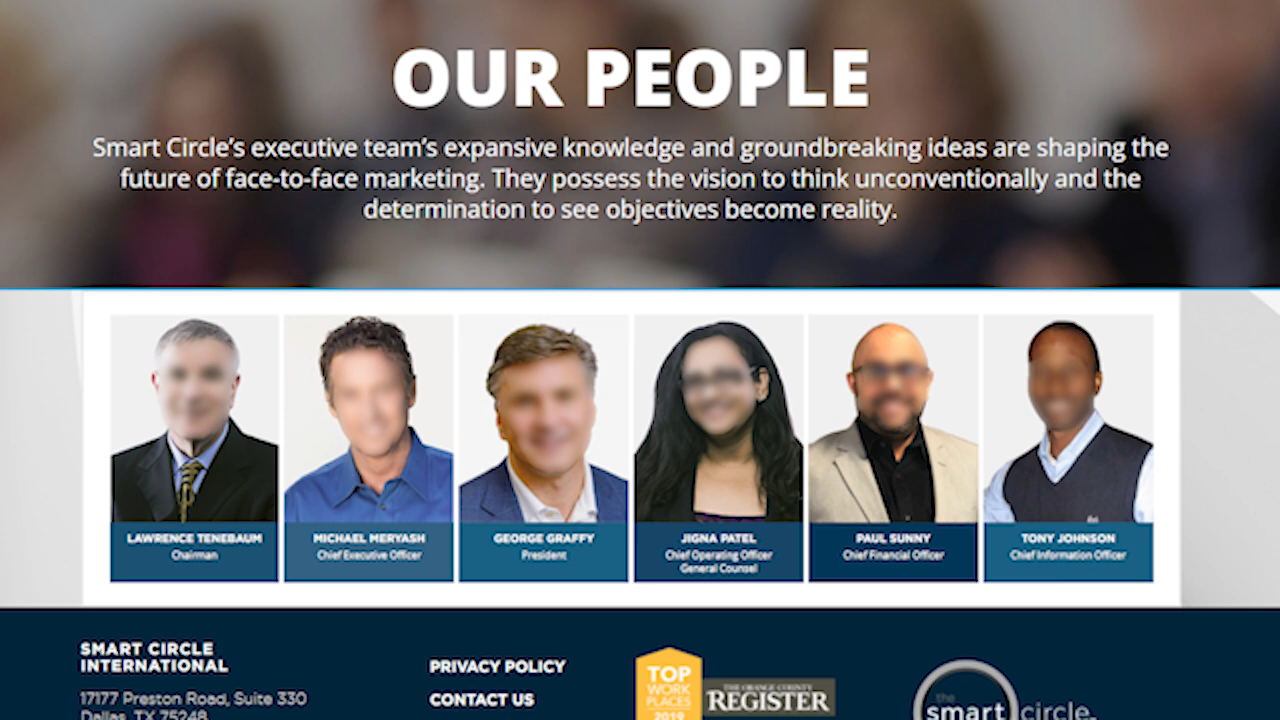 OUR PEOPLE
Smart Circle’s executive team’s expansive knowledge and groundbreaking ideas are shaping the
future of face-to-face marketing. They possess the vision to think unconventionally and the
determination to see objectives become reality.
LAWRENCE TENEBAUM
Chairman
MICHAEL MERYASH
Chief Executive Officer
GEORGE GRAFFY
President
JIGNA PATEL
Chief Operating Officer
General Counsel
PAUL SUNNY
Chief Financial Officer
TONY JOHNSON
Chief Information Officer
SMART CIRCLE
INTERNATIONAL
17177 Preston Road, Suite 330
Dallas, TX 75248
PRIVACY POLICY
CONTACT US
TOP
WORK
PLACES
2019
THE ORANGE COUNTY
REGISTER
the
smart circle